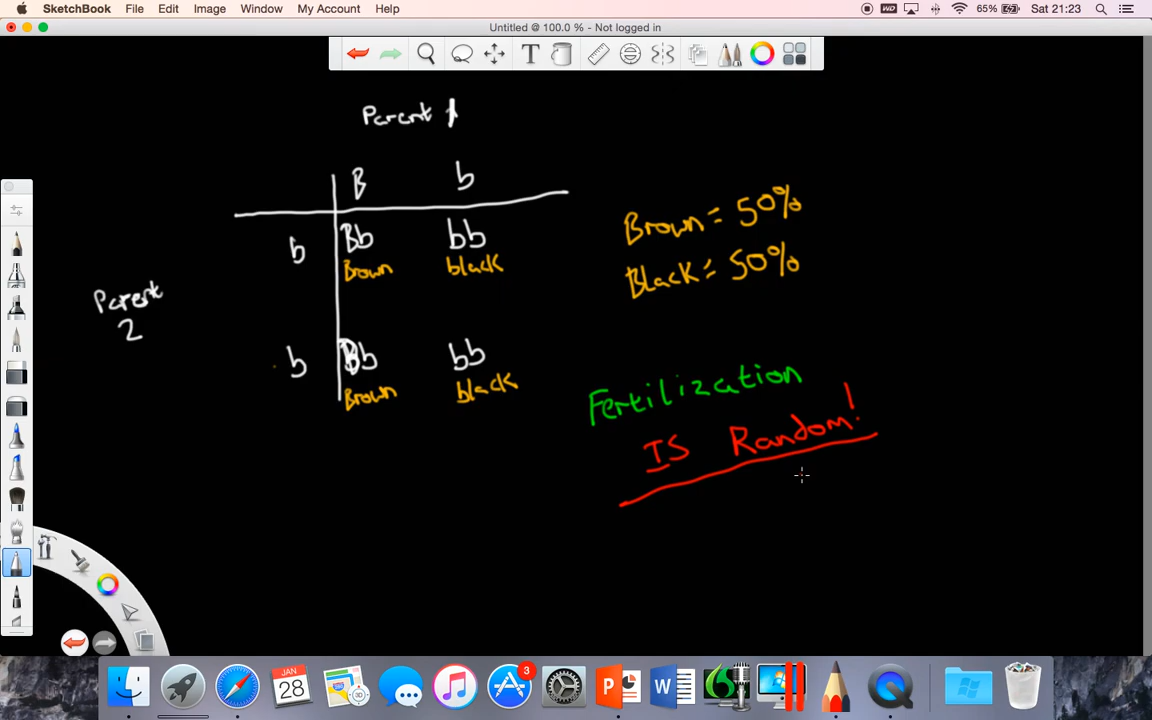 SketchBook File Edit Image Window My Account Help
65% Sat 21:23
Untitled @ 100.0 % - Not logged in
Parent 1
B b
b Bb bb
Brown black
Parent
2
b Bb bb
Brown black
Brown = 50%
Black = 50%
Fertilization
IS Random!
JAN
28
3D
3
P
W